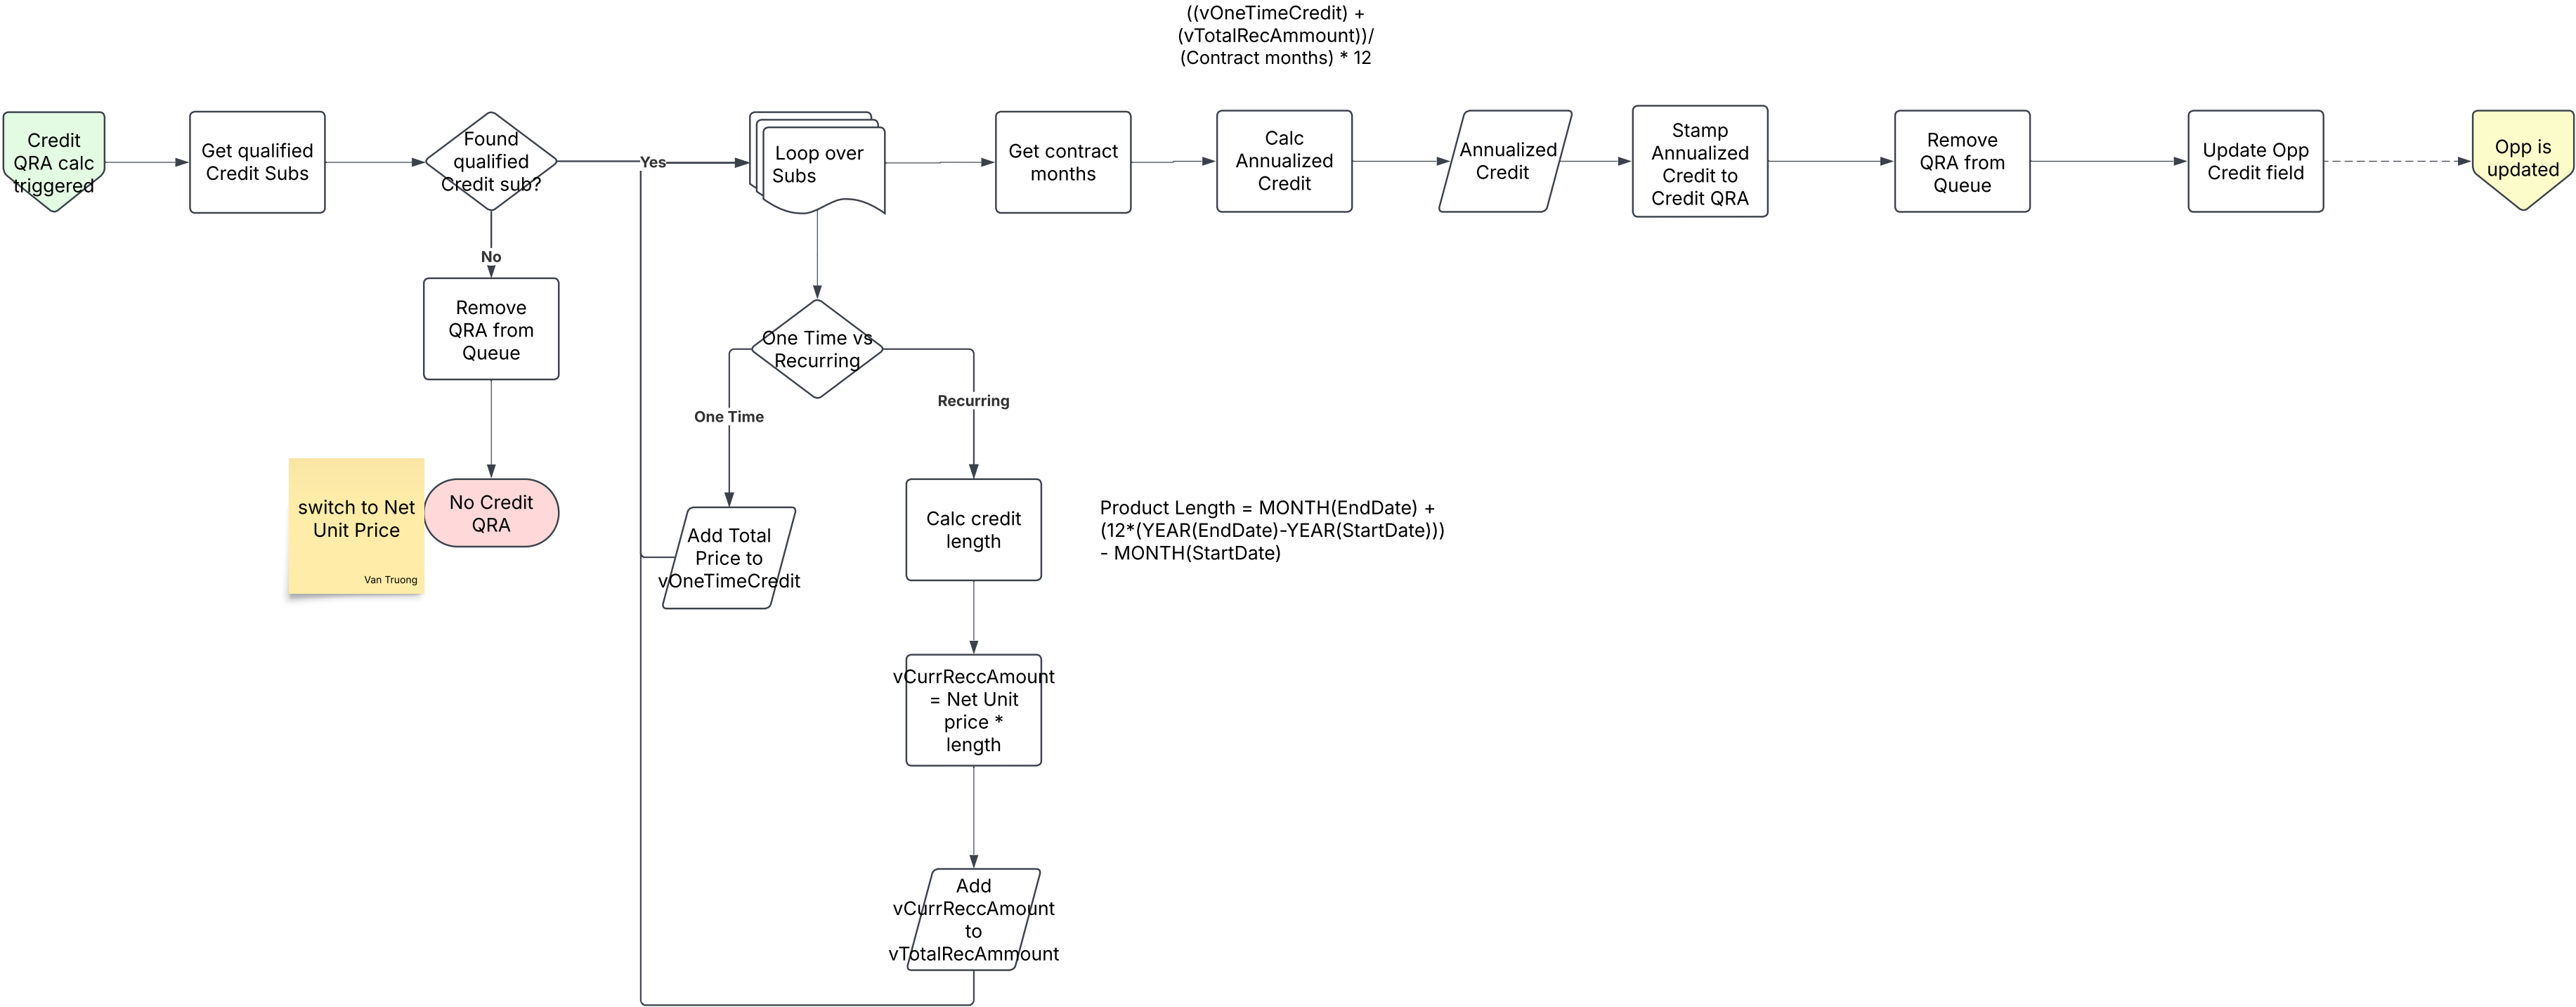 ((vOneTimeCredit) +
(vTotalRecAmmount))/
(Contract months) * 12
Credit
QRA calc
triggered
Get qualified
Credit Subs
Found
qualified
Credit sub?
Yes
Loop over
Subs
Get contract
months
Calc
Annualized
Credit
Annualized
Credit
Stamp
Annualized
Credit to
Credit QRA
Remove
QRA from
Queue
Update Opp
Credit field
Opp is
updated
No
Remove
QRA from
Queue
One Time vs
Recurring
One Time
Recurring
switch to Net
Unit Price
Van Truong
No Credit
QRA
Add Total
Price to
vOneTimeCredit
Calc credit
length
Product Length = MONTH(EndDate) +
(12*(YEAR(EndDate)-YEAR(StartDate)))
- MONTH(StartDate)
vCurrReccAmount
= Net Unit
price *
length
Add
vCurrReccAmount
to
vTotalRecAmmount